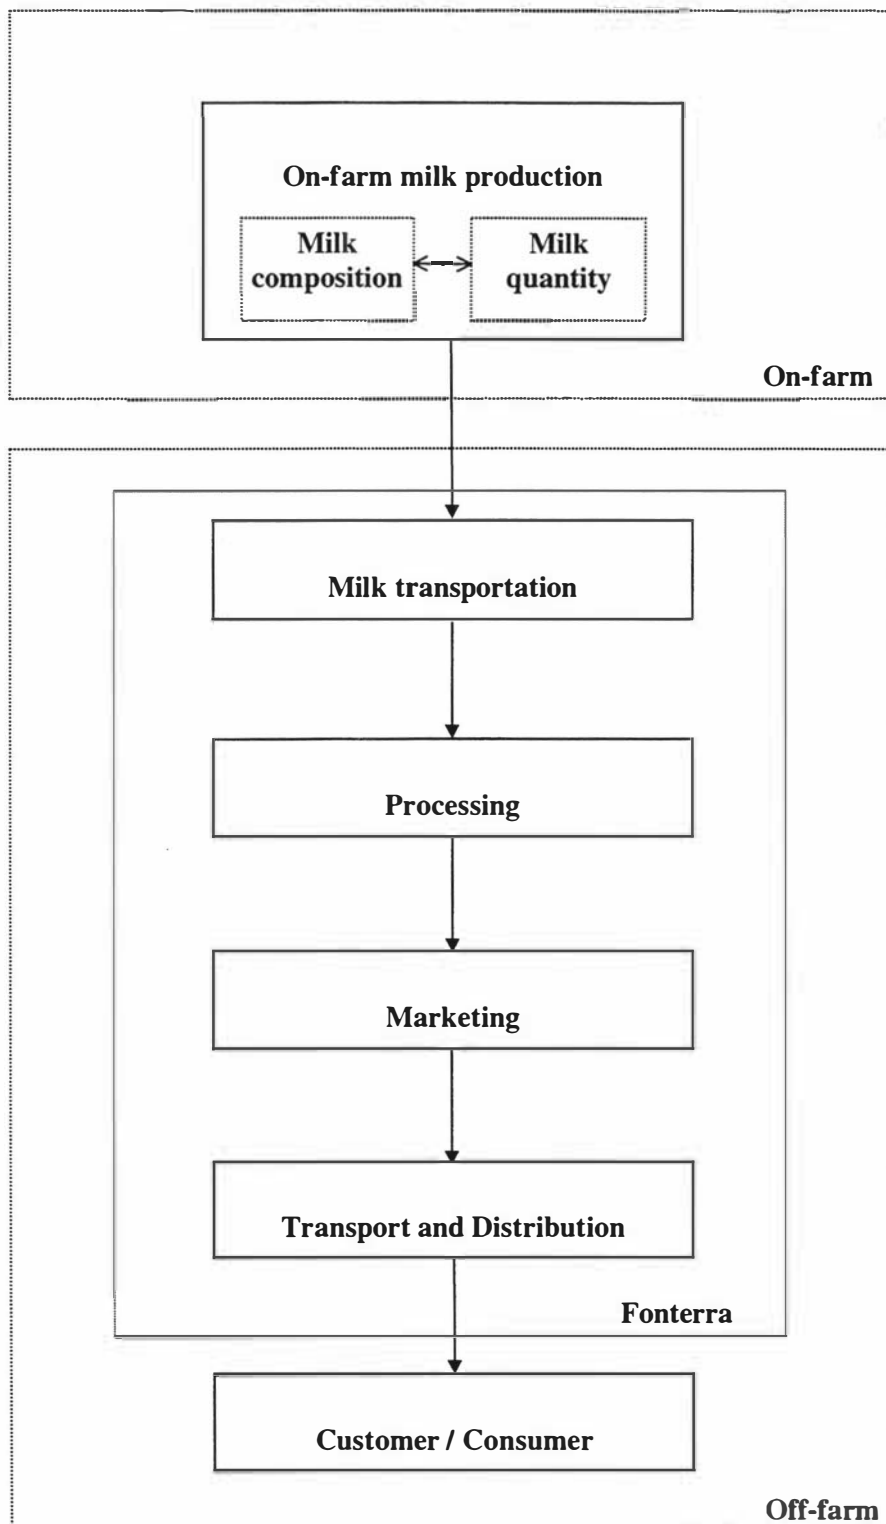 On-farm milk production
Milk
composition
Milk
quantity
On-farm
Milk transportation
Processing
Marketing
Transport and Distribution
Fonterra
Customer / Consumer
Off-farm